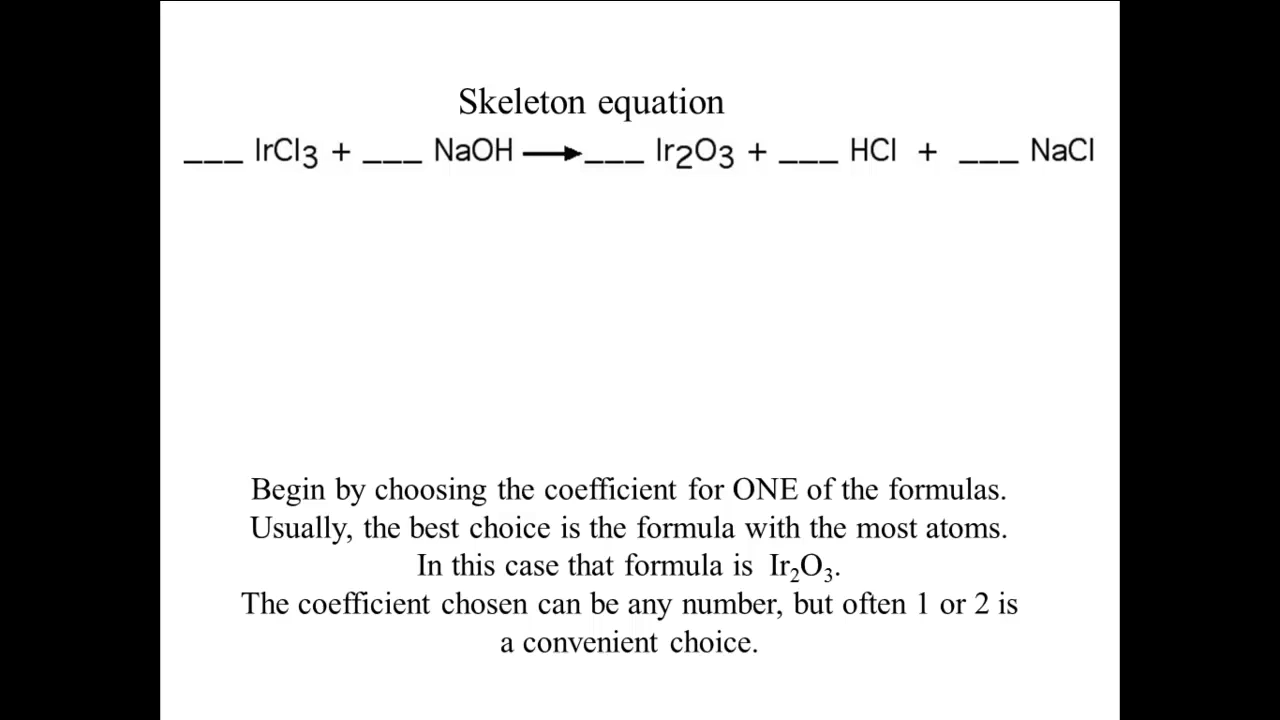 Skeleton equation
___ IrCl3 + ___ NaOH ⟶ ___ Ir2O3 + ___ HCl + ___ NaCl
Begin by choosing the coefficient for ONE of the formulas.
Usually, the best choice is the formula with the most atoms.
In this case that formula is Ir₂O₃.
The coefficient chosen can be any number, but often 1 or 2 is
a convenient choice.